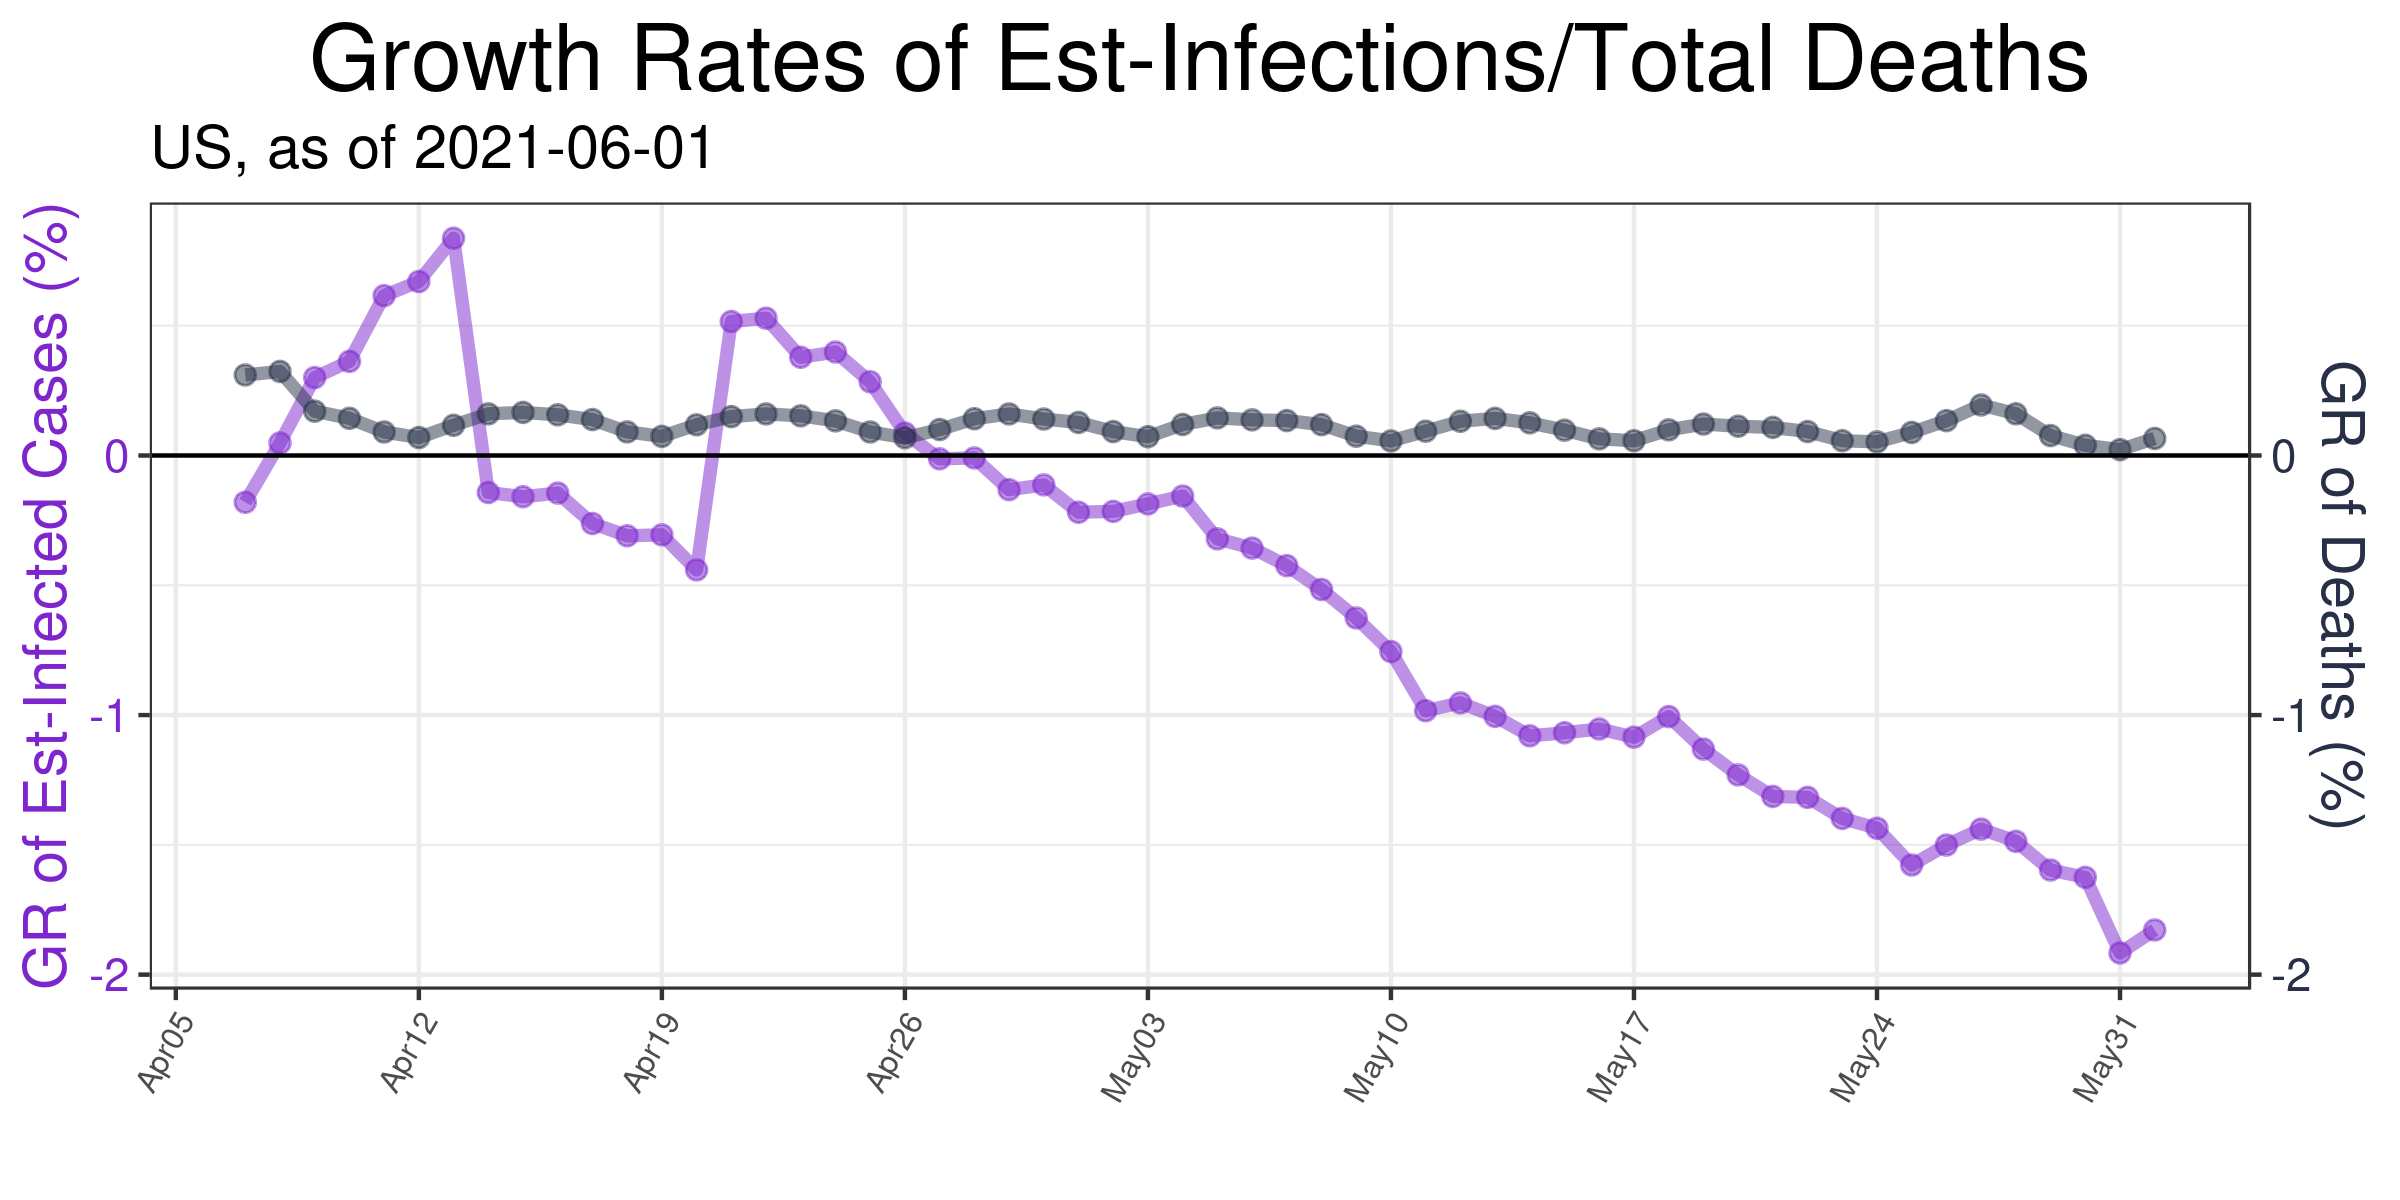 Growth Rates of Est-Infections/Total Deaths
US, as of 2021-06-01
GR of Est-Infected Cases (%)
0
-1
-2
0
-1
-2
GR of Deaths (%)
Apr05
Apr12
Apr19
Apr26
May03
May10
May17
May24
May31